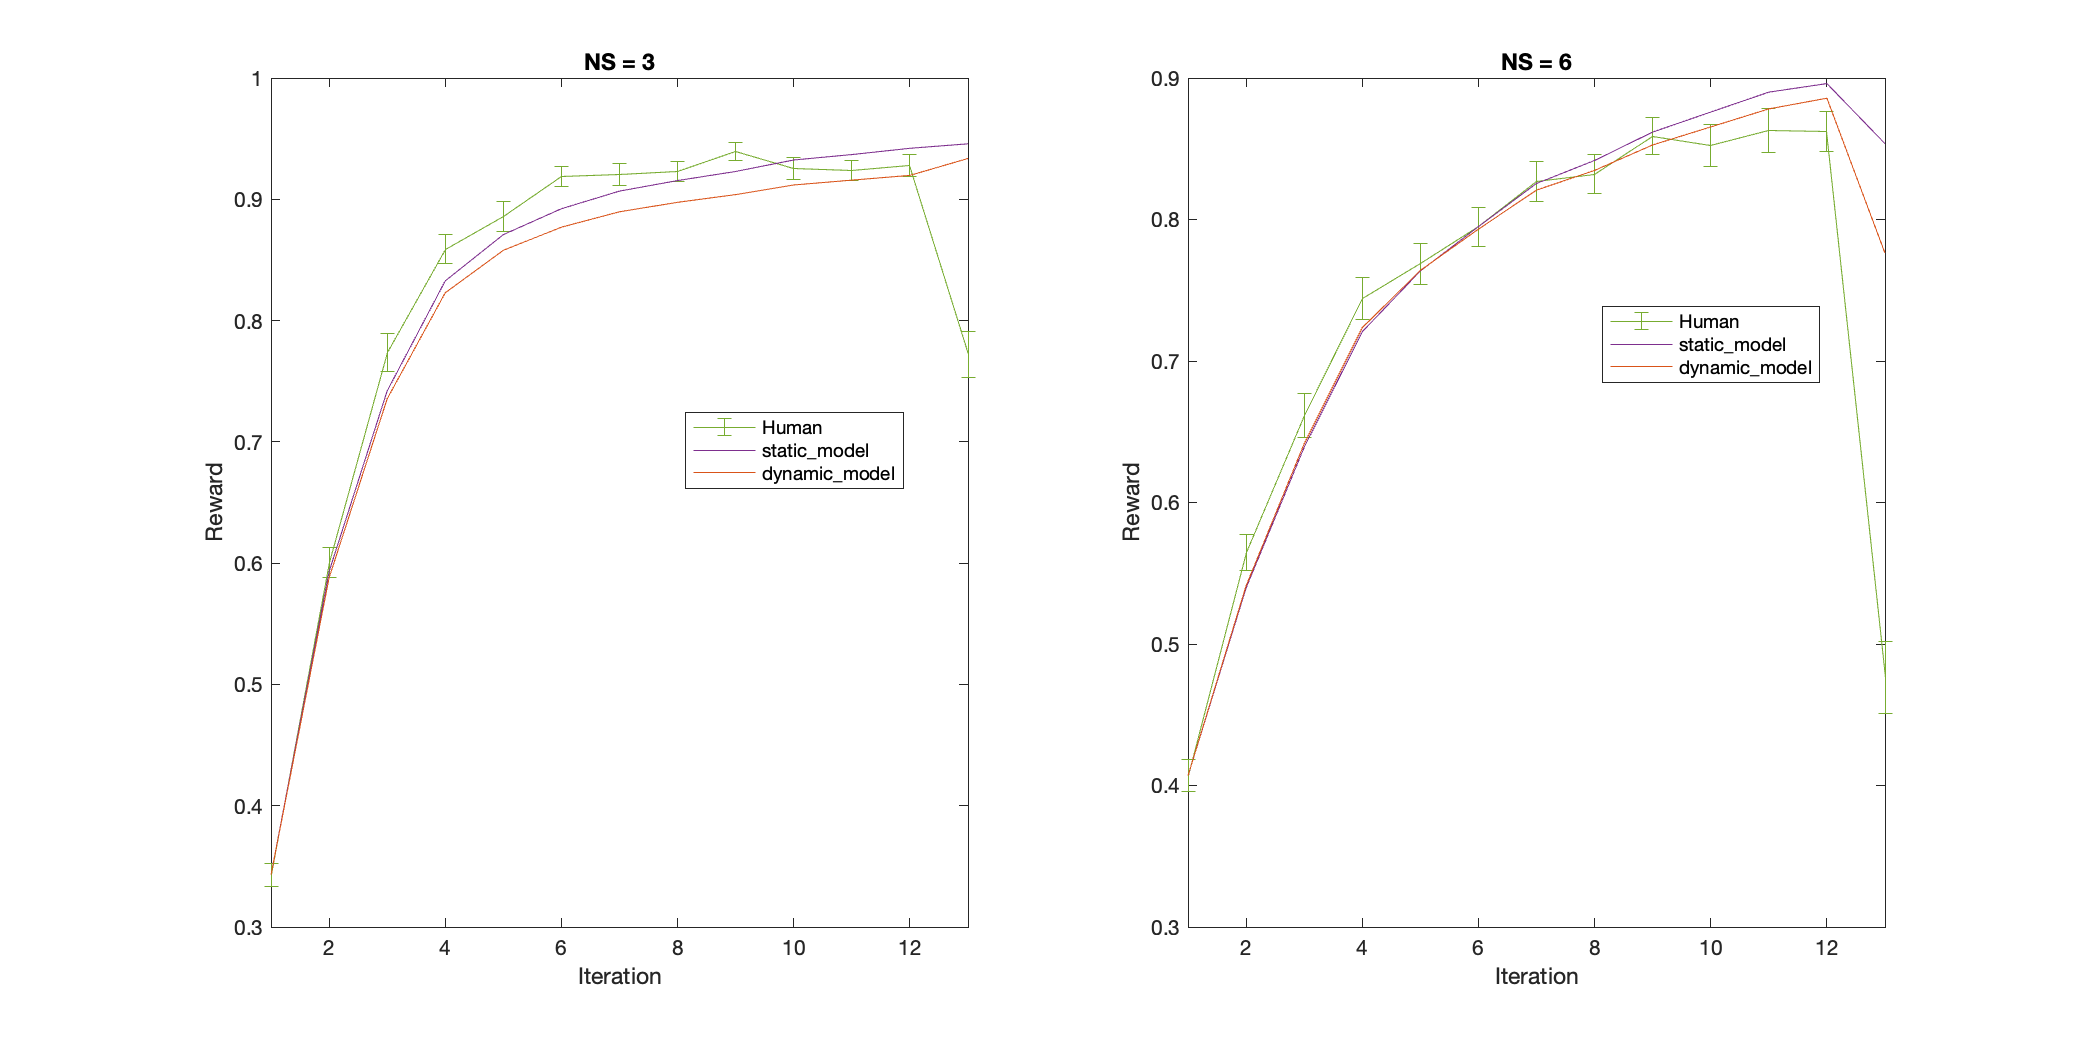 NS = 3
1
0.9
0.8
0.7
0.6
0.5
0.4
0.3
Reward
Human
static_model
dynamic_model
2 4 6 8 10 12
Iteration
NS = 6
0.9
0.8
0.7
0.6
0.5
0.4
0.3
Reward
Human
static_model
dynamic_model
2 4 6 8 10 12
Iteration